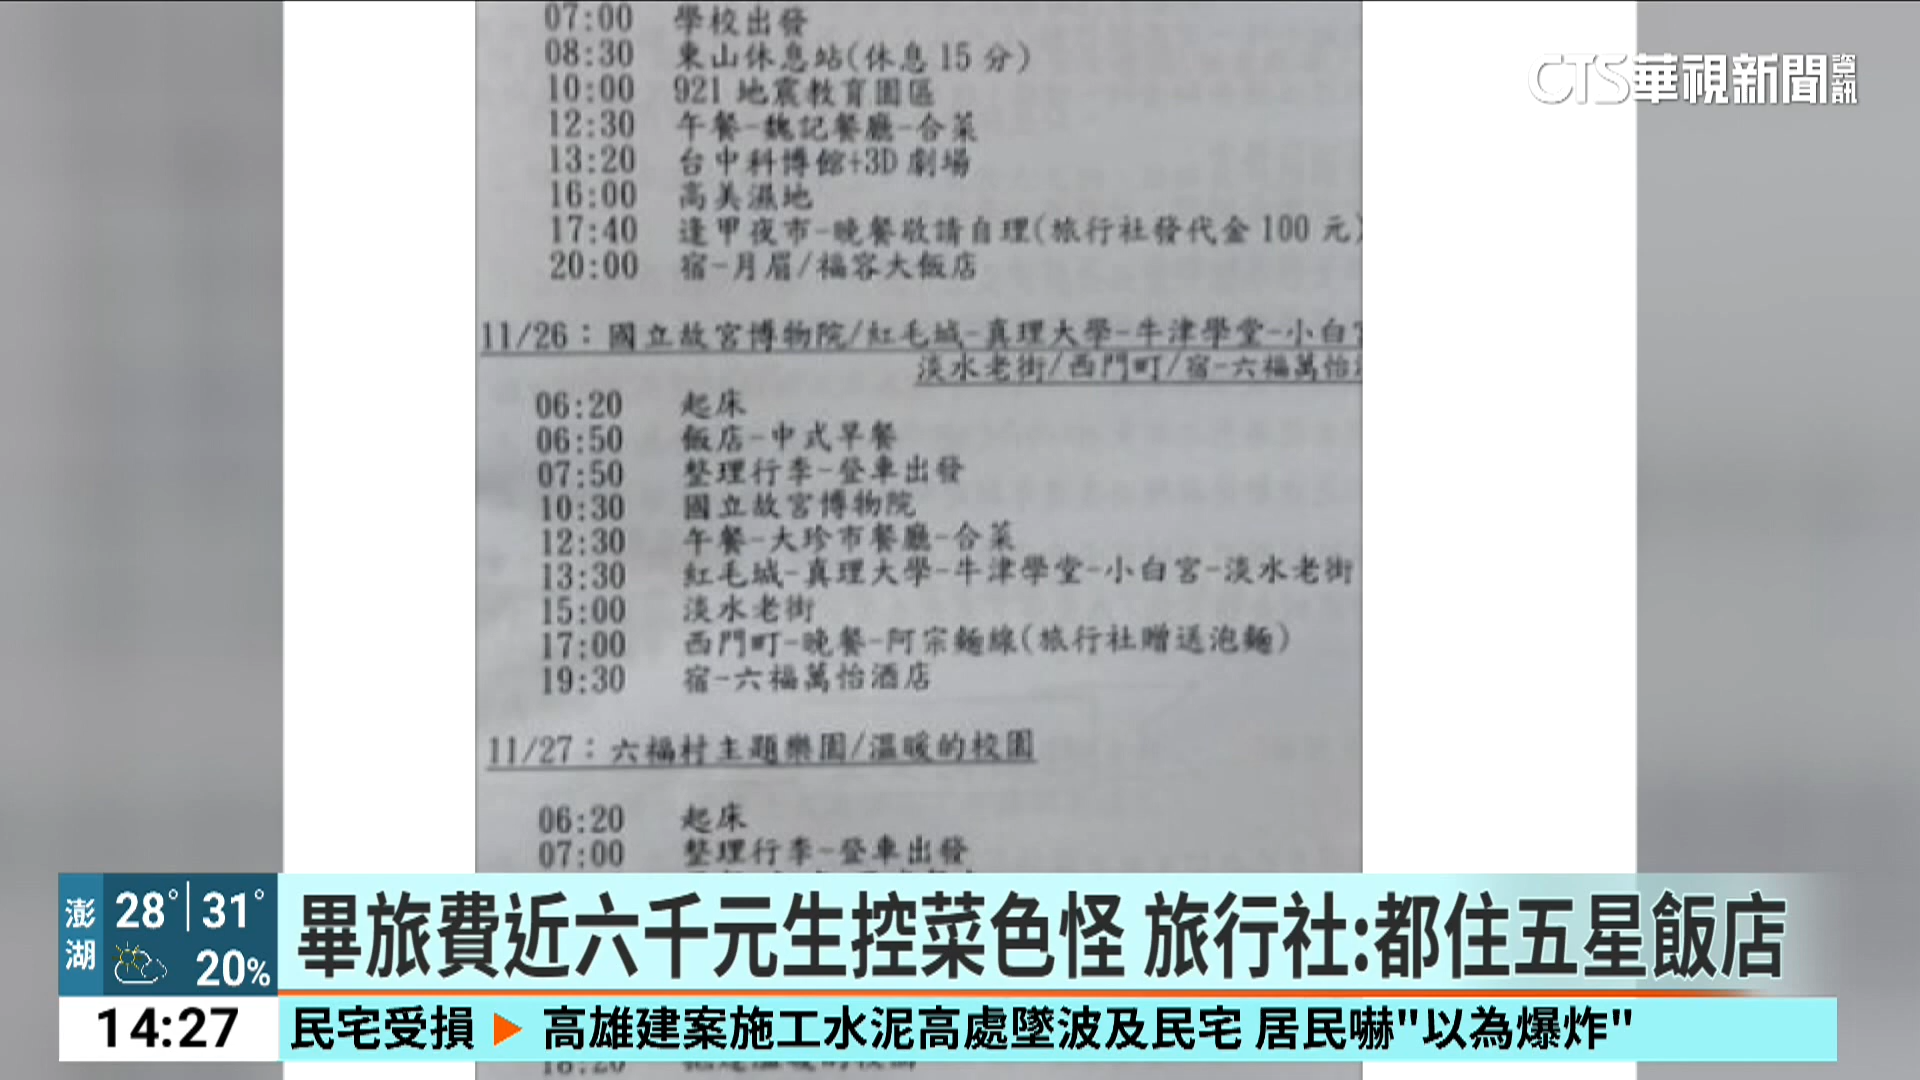 07:00 學校出發
08:30 東山休息站(休息15分)
10:00 921地震教育園區
12:30 午餐-魏記餐廳-合菜
13:20 台中科博館+3D劇場
16:00 高美濕地
17:40 逢甲夜市-晚餐敬請自理(旅行社發代金100元)
20:00 宿-月眉/福容大飯店
11/26：國立故宮博物院/紅毛城-真理大學-牛津學堂-小白
淡水老街/西門町/宿-六福萬怡
06:20 起床
06:50 飯店-中式早餐
07:50 整理行李-登車出發
10:30 國立故宮博物院
12:30 午餐-大珍市餐廳-合菜
13:30 紅毛城-真理大學-牛津學堂-小白宮-淡水老街
15:00 淡水老街
17:00 西門町-晚餐-阿宗麵線(旅行社贈送泡麵)
19:30 宿-六福萬怡酒店
11/27：六福村主題樂園/溫暖的校園
06:20 起床
07:00 整理行李-登車出發
CTS華視新聞資訊
澎湖 28° 31° 20%
畢旅費近六千元生控菜色怪 旅行社:都住五星飯店
14:27 民宅受損 ▶ 高雄建案施工水泥高處墜波及民宅 居民嚇"以為爆炸"